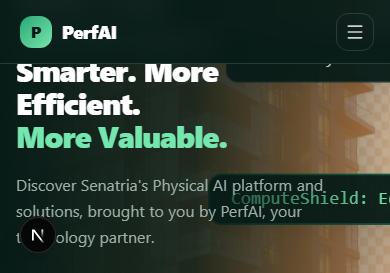 P PerfAI
Smarter. More
Efficient.
More Valuable.
Discover Senatria's Physical AI platform and
ComputeShield:
solutions, brought to you by PerfAI, your
N
partner.